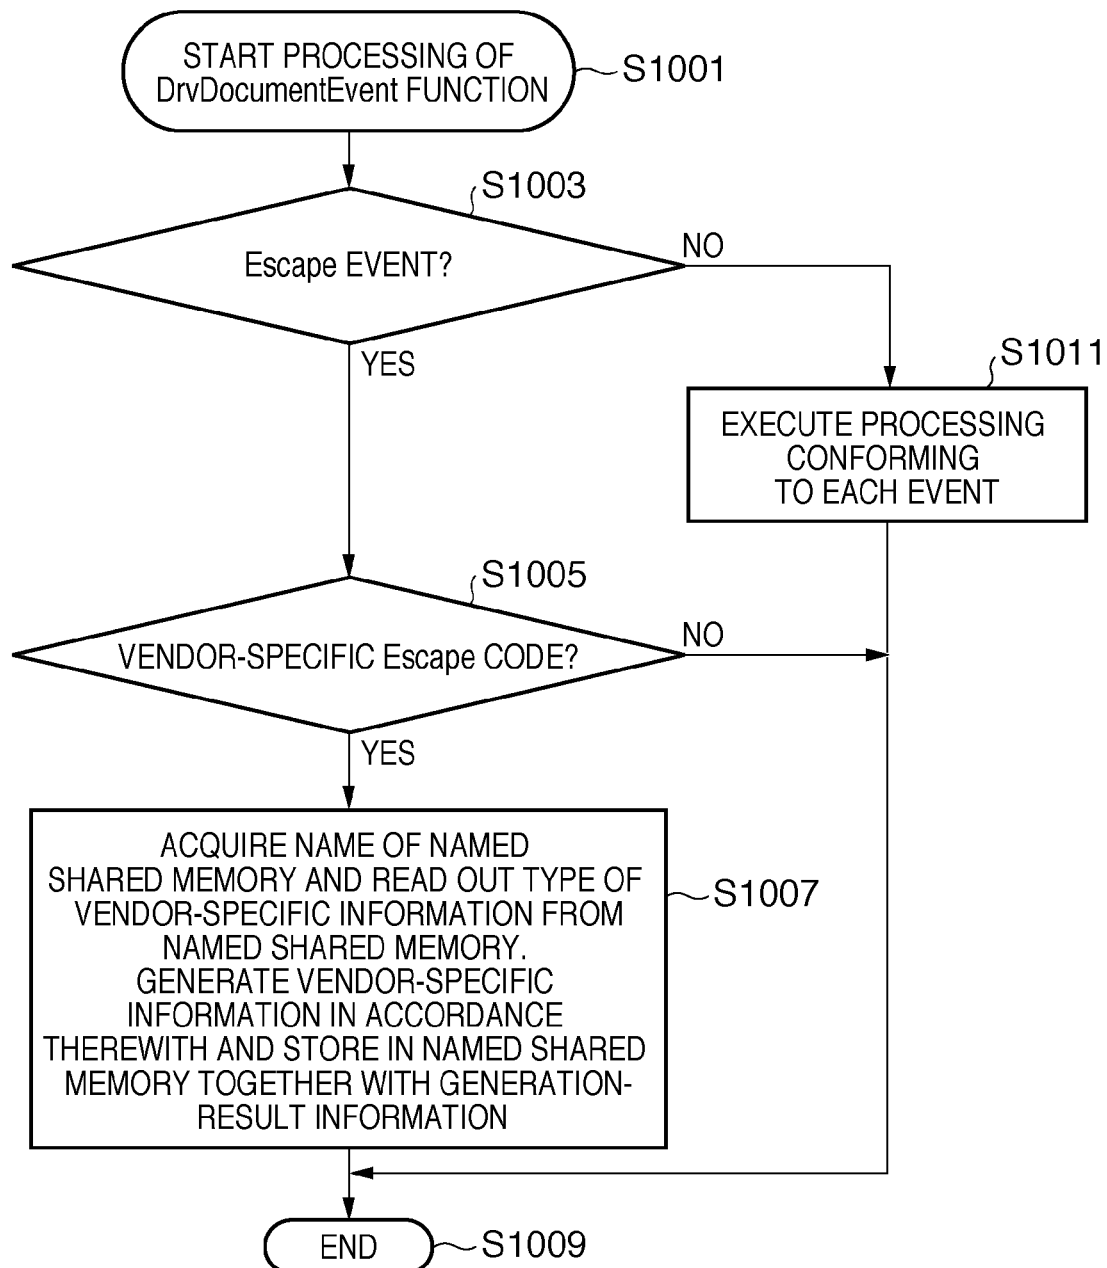 START PROCESSING OF
DrvDocumentEvent FUNCTION
S1001
S1003
Escape EVENT?
NO
YES
S1011
EXECUTE PROCESSING
CONFORMING
TO EACH EVENT
S1005
VENDOR-SPECIFIC Escape CODE?
NO
YES
ACQUIRE NAME OF NAMED
SHARED MEMORY AND READ OUT TYPE OF
VENDOR-SPECIFIC INFORMATION FROM
NAMED SHARED MEMORY.
GENERATE VENDOR-SPECIFIC
INFORMATION IN ACCORDANCE
THEREWITH AND STORE IN NAMED SHARED
MEMORY TOGETHER WITH GENERATION-
RESULT INFORMATION
S1007
END
S1009